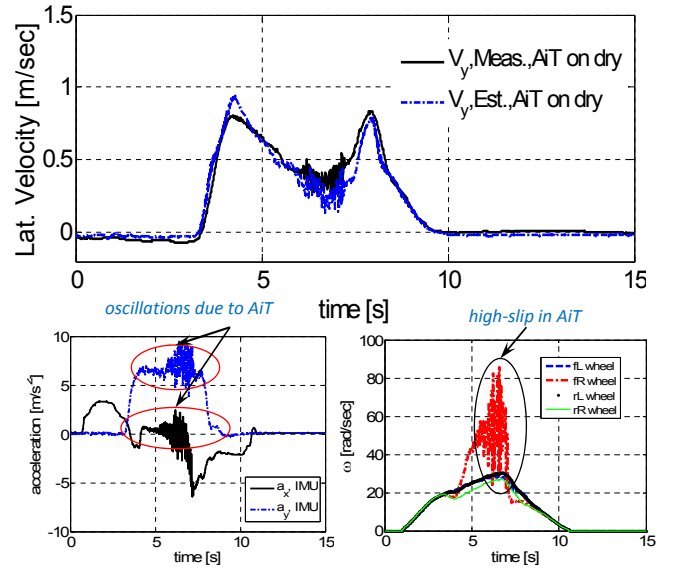 1.5
1
0.5
0
Lat. Velocity [m/sec]
V_y,Meas.,AiT on dry
V_y,Est.,AiT on dry
0 5 10 15
time [s]
oscillations due to AiT
high-slip in AiT
10
5
0
-5
-10
acceleration [m/s⁻²]
a_x, IMU
a_y, IMU
0 5 10 15
time [s]
100
80
60
40
20
0
ω [rad/sec]
fL wheel
fR wheel
rL wheel
rR wheel
0 5 10 15
time [s]